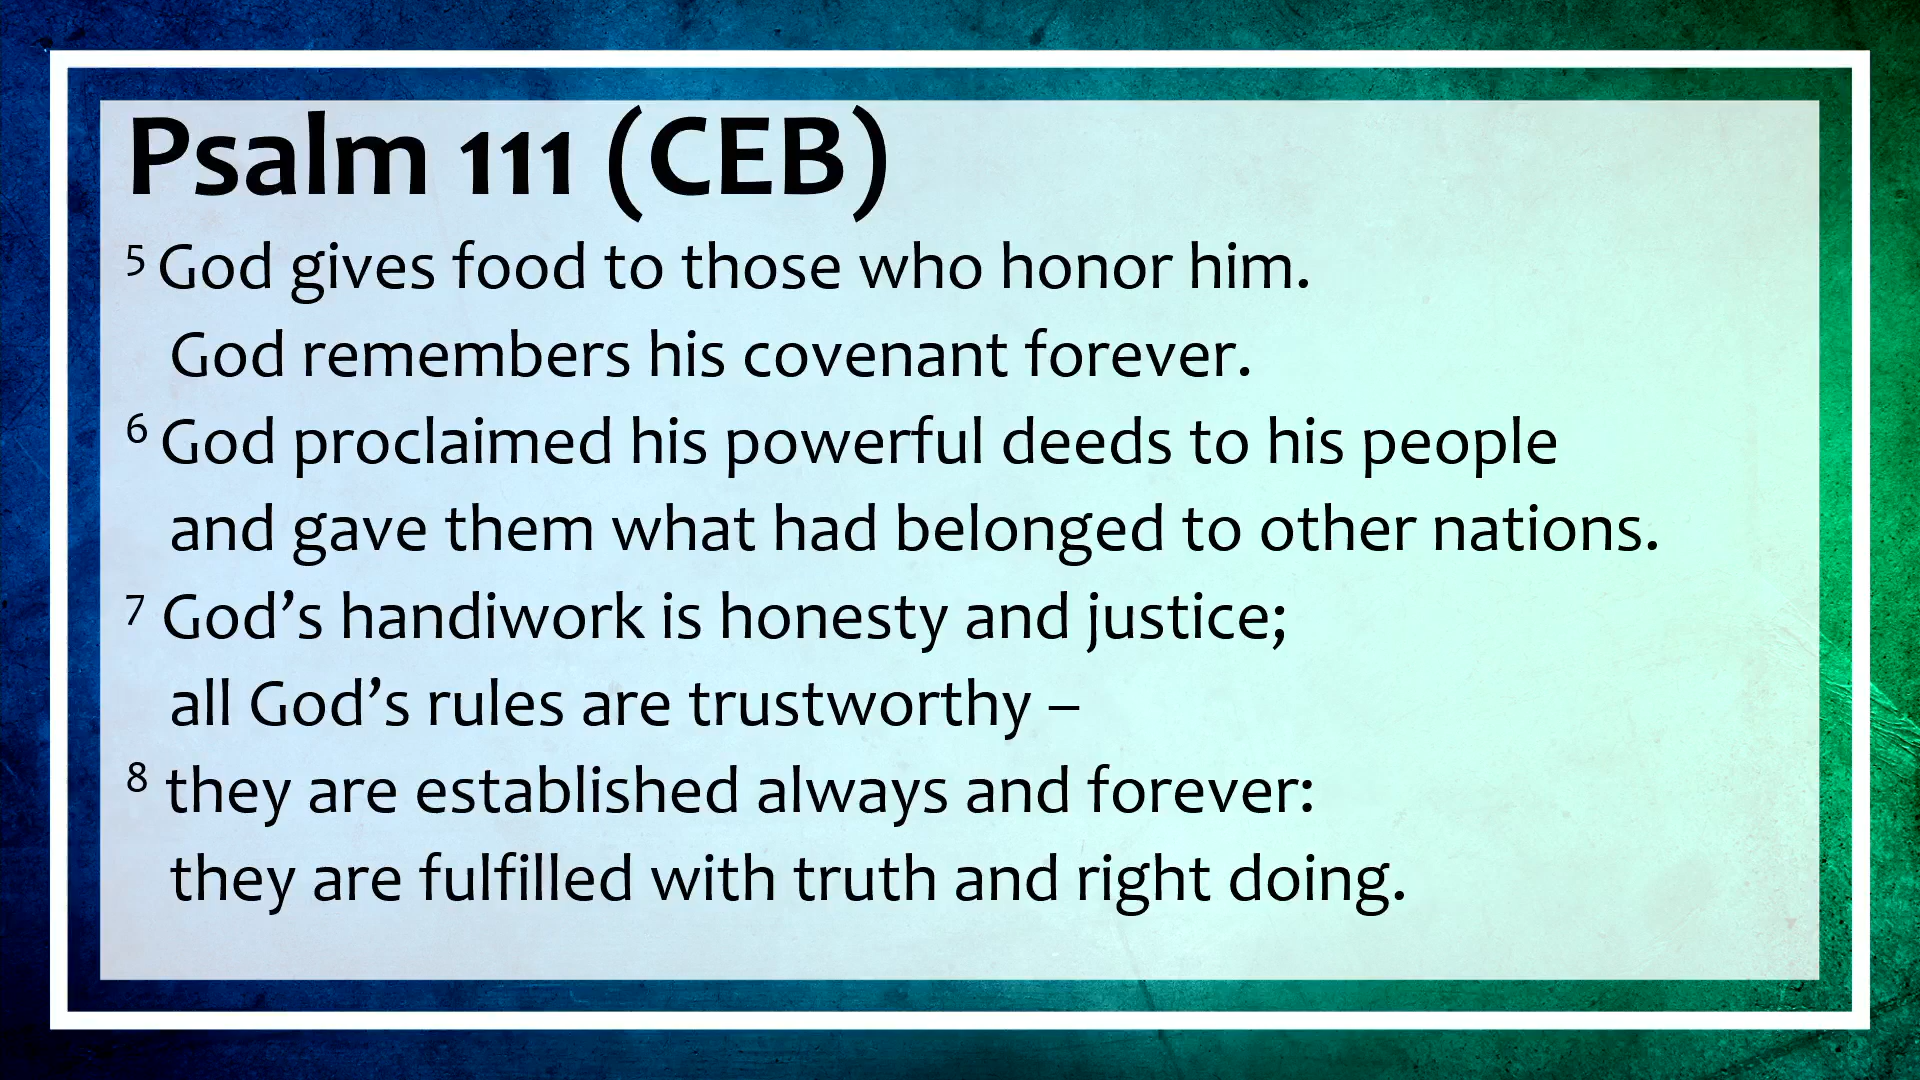 Psalm 111 (CEB)
5 God gives food to those who honor him.
God remembers his covenant forever.
6 God proclaimed his powerful deeds to his people
and gave them what had belonged to other nations.
7 God’s handiwork is honesty and justice;
all God’s rules are trustworthy –
8 they are established always and forever:
they are fulfilled with truth and right doing.